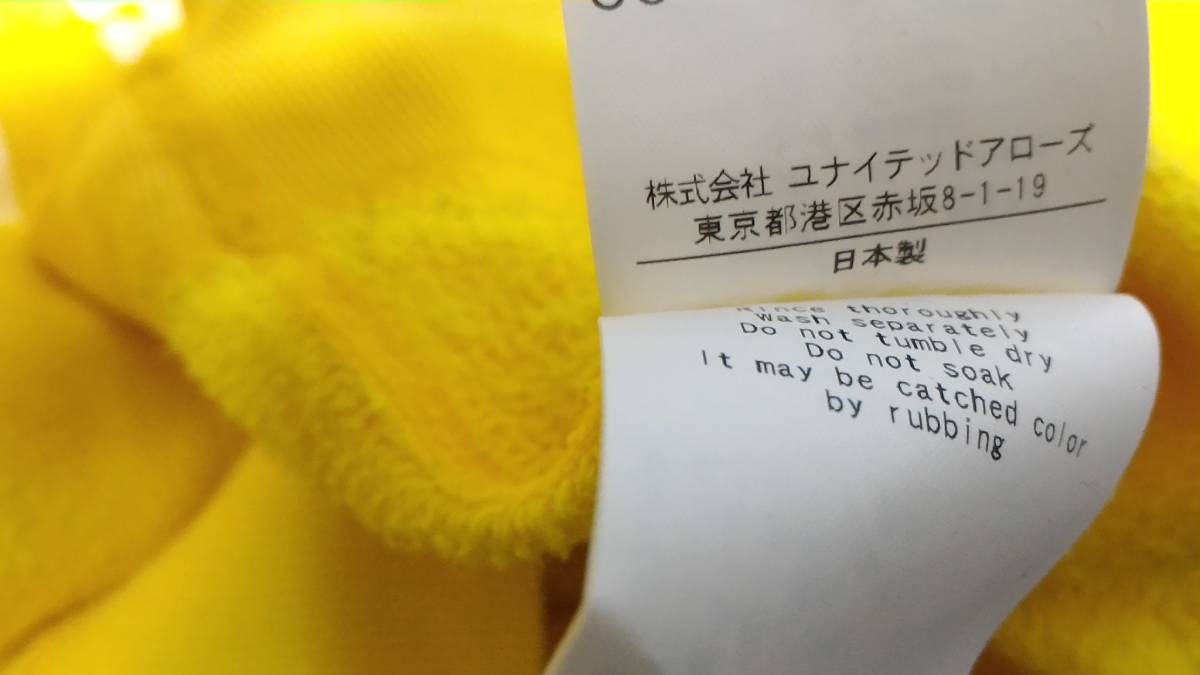 株式会社 ユナイテッドアローズ
東京都港区赤坂8-1-19
日本製
Rince thoroughly
Wash separately
Do not tumble dry
Do not soak
It may be catched color
by rubbing